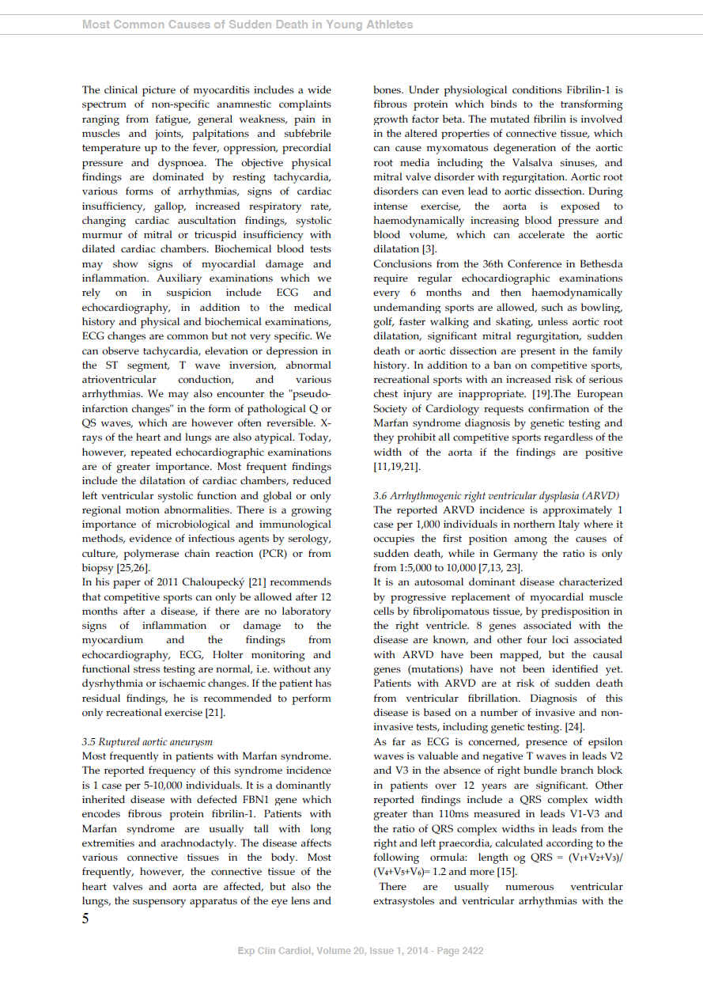 Most Common Causes of Sudden Death in Young Athletes
The clinical picture of myocarditis includes a wide
spectrum of non-specific anamnestic complaints
ranging from fatigue, general weakness, pain in
muscles and joints, palpitations and subfebrile
temperature up to the fever, oppression, precordial
pressure and dyspnoea. The objective physical
findings are dominated by resting tachycardia,
various forms of arrhythmias, signs of cardiac
insufficiency, gallop, increased respiratory rate,
changing cardiac auscultation findings, systolic
murmur of mitral or tricuspid insufficiency with
dilated cardiac chambers. Biochemical blood tests
may show signs of myocardial damage and
inflammation. Auxiliary examinations which we
rely on in suspicion include ECG and
echocardiography, in addition to the medical
history and physical and biochemical examinations,
ECG changes are common but not very specific. We
can observe tachycardia, elevation or depression in
the ST segment, T wave inversion, abnormal
atrioventricular conduction, and various
arrhythmias. We may also encounter the "pseudo-
infarction changes" in the form of pathological Q or
QS waves, which are however often reversible. X-
rays of the heart and lungs are also atypical. Today,
however, repeated echocardiographic examinations
are of greater importance. Most frequent findings
include the dilatation of cardiac chambers, reduced
left ventricular systolic function and global or only
regional motion abnormalities. There is a growing
importance of microbiological and immunological
methods, evidence of infectious agents by serology,
culture, polymerase chain reaction (PCR) or from
biopsy [25,26].
In his paper of 2011 Chaloupecký [21] recommends
that competitive sports can only be allowed after 12
months after a disease, if there are no laboratory
signs of inflammation or damage to the
myocardium and the findings from
echocardiography, ECG, Holter monitoring and
functional stress testing are normal, i.e. without any
dysrhythmia or ischaemic changes. If the patient has
residual findings, he is recommended to perform
only recreational exercise [21].
3.5 Ruptured aortic aneurysm
Most frequently in patients with Marfan syndrome.
The reported frequency of this syndrome incidence
is 1 case per 5-10,000 individuals. It is a dominantly
inherited disease with defected FBN1 gene which
encodes fibrous protein fibrilin-1. Patients with
Marfan syndrome are usually tall with long
extremities and arachnodactyly. The disease affects
various connective tissues in the body. Most
frequently, however, the connective tissue of the
heart valves and aorta are affected, but also the
lungs, the suspensory apparatus of the eye lens and
bones. Under physiological conditions Fibrilin-1 is
fibrous protein which binds to the transforming
growth factor beta. The mutated fibrilin is involved
in the altered properties of connective tissue, which
can cause myxomatous degeneration of the aortic
root media including the Valsalva sinuses, and
mitral valve disorder with regurgitation. Aortic root
disorders can even lead to aortic dissection. During
intense exercise, the aorta is exposed to
haemodynamically increasing blood pressure and
blood volume, which can accelerate the aortic
dilatation [3].
Conclusions from the 36th Conference in Bethesda
require regular echocardiographic examinations
every 6 months and then haemodynamically
undemanding sports are allowed, such as bowling,
golf, faster walking and skating, unless aortic root
dilatation, significant mitral regurgitation, sudden
death or aortic dissection are present in the family
history. In addition to a ban on competitive sports,
recreational sports with an increased risk of serious
chest injury are inappropriate. [19].The European
Society of Cardiology requests confirmation of the
Marfan syndrome diagnosis by genetic testing and
they prohibit all competitive sports regardless of the
width of the aorta if the findings are positive
[11,19,21].
3.6 Arrhythmogenic right ventricular dysplasia (ARVD)
The reported ARVD incidence is approximately 1
case per 1,000 individuals in northern Italy where it
occupies the first position among the causes of
sudden death, while in Germany the ratio is only
from 1:5,000 to 10,000 [7,13, 23].
It is an autosomal dominant disease characterized
by progressive replacement of myocardial muscle
cells by fibrolipomatous tissue, by predisposition in
the right ventricle. 8 genes associated with the
disease are known, and other four loci associated
with ARVD have been mapped, but the causal
genes (mutations) have not been identified yet.
Patients with ARVD are at risk of sudden death
from ventricular fibrillation. Diagnosis of this
disease is based on a number of invasive and non-
invasive tests, including genetic testing. [24].
As far as ECG is concerned, presence of epsilon
waves is valuable and negative T waves in leads V2
and V3 in the absence of right bundle branch block
in patients over 12 years are significant. Other
reported findings include a QRS complex width
greater than 110ms measured in leads V1-V3 and
the ratio of QRS complex widths in leads from the
right and left praecordia, calculated according to the
following ormula: length og QRS = (V1+V2+V3)/
(V4+V5+V6)= 1.2 and more [15].
There are usually numerous ventricular
extrasystoles and ventricular arrhythmias with the
5
Exp Clin Cardiol, Volume 20, Issue 1, 2014 - Page 2422